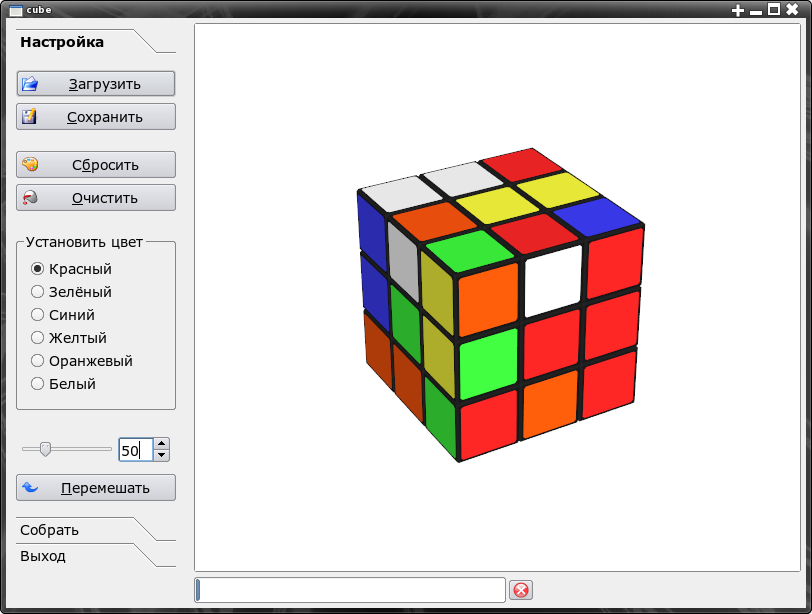 cube
Настройка
Загрузить
Сохранить
Сбросить
Очистить
Установить цвет
Красный
Зелёный
Синий
Желтый
Оранжевый
Белый
50
Перемешать
Собрать
Выход